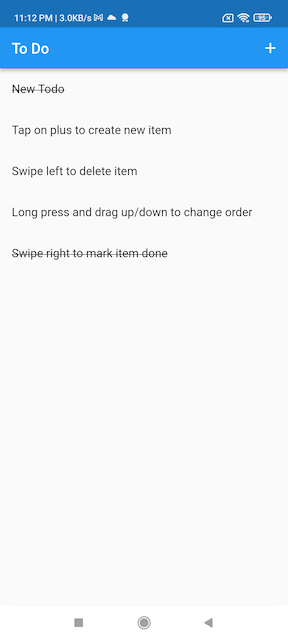 11:12 PM | 3.0KB/s
95
To Do
+
New Todo
Tap on plus to create new item
Swipe left to delete item
Long press and drag up/down to change order
Swipe right to mark item done